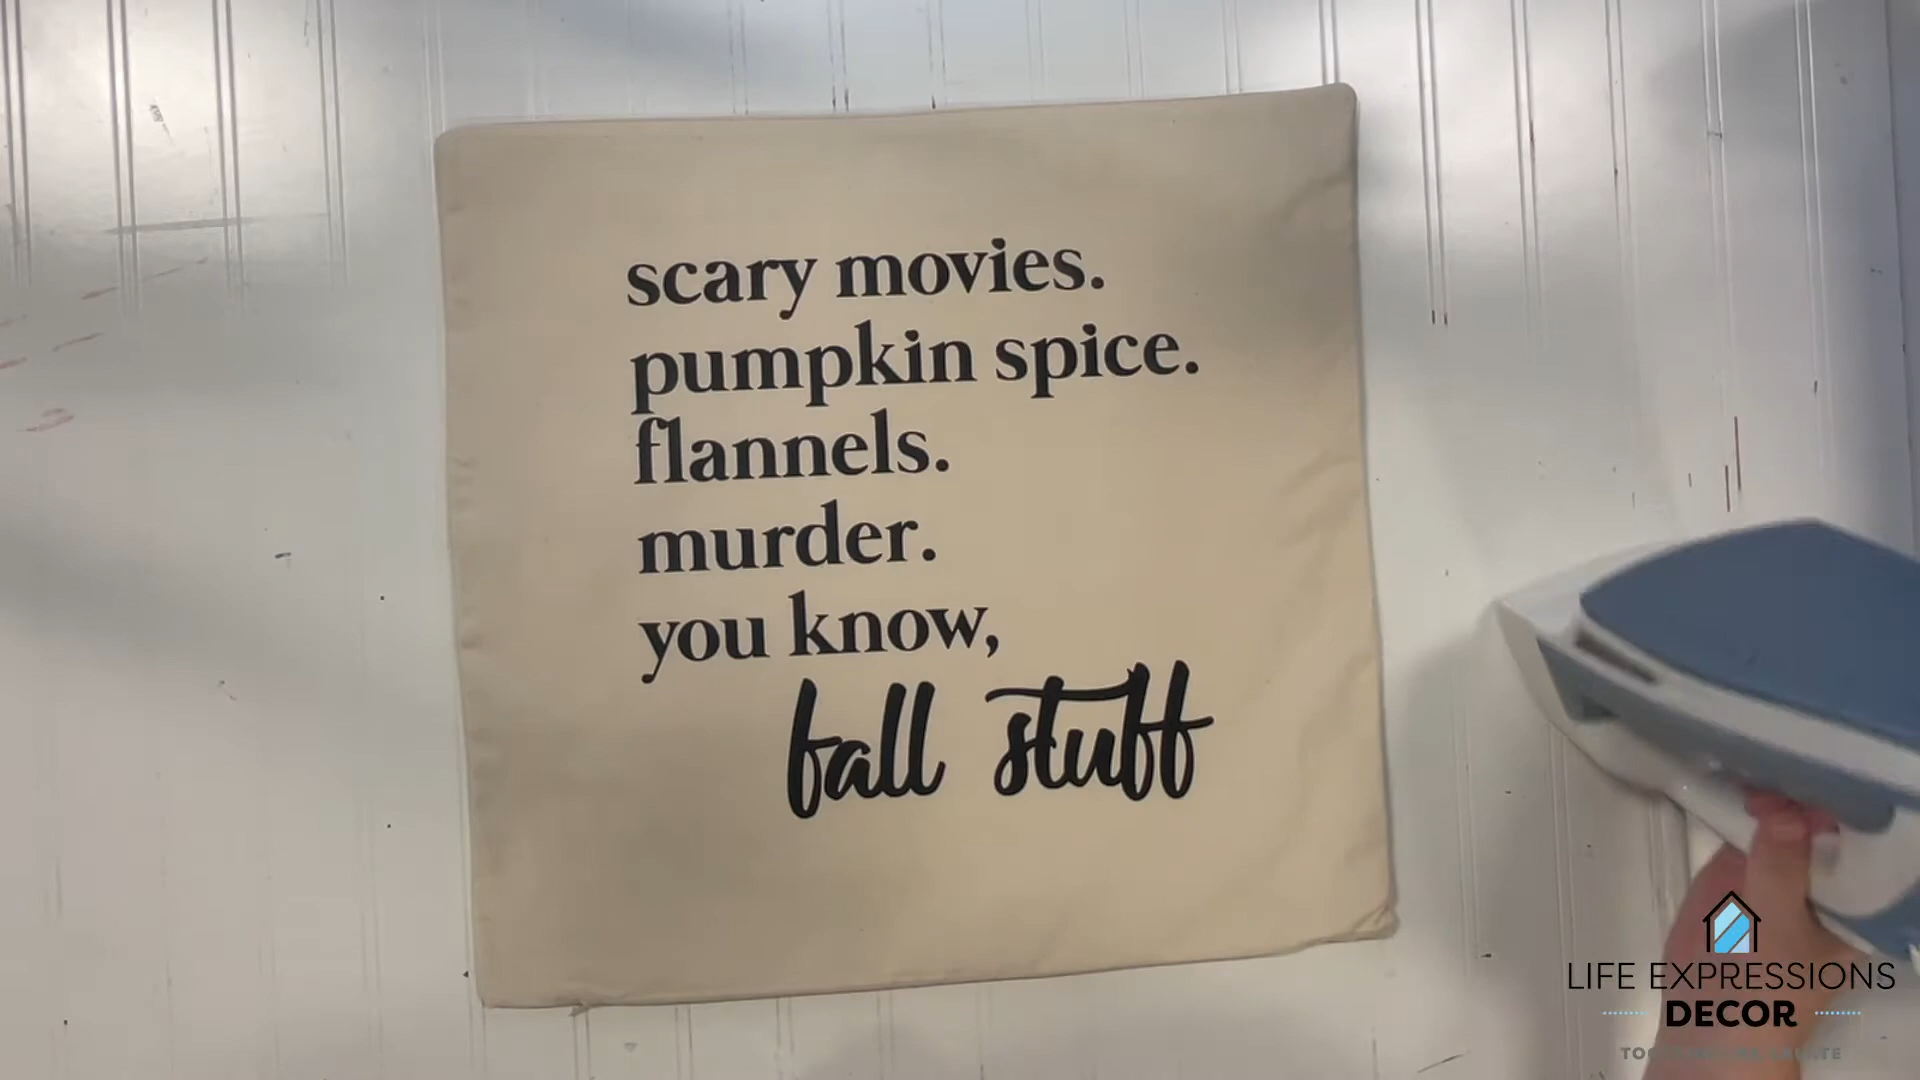 scary movies.
pumpkin spice.
flannels.
murder.
you know,
fall stuff
LIFE EXPRESSIONS
DECOR